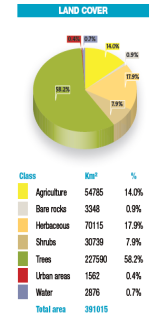 LAND COVER
0.4% 0.7%
14.0%
0.9%
17.9%
7.9%
58.2%
Class Km² %
Agriculture 54785 14.0%
Bare rocks 3348 0.9%
Herbaceous 70115 17.9%
Shrubs 30739 7.9%
Trees 227590 58.2%
Urban areas 1562 0.4%
Water 2876 0.7%
Total area 391015